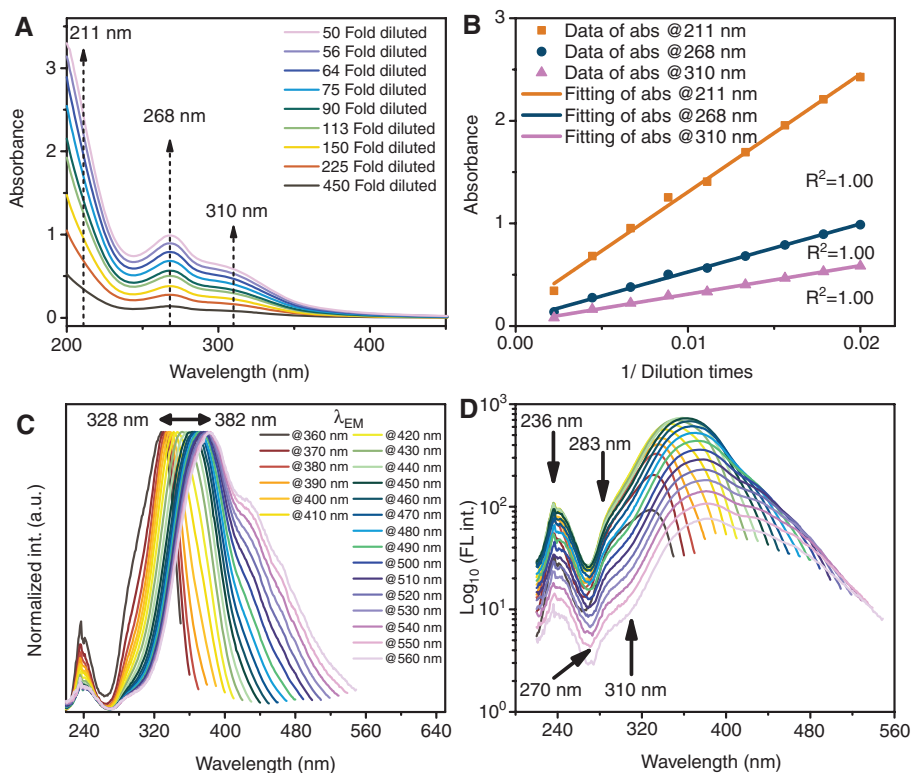 A
211 nm
268 nm
310 nm
50 Fold diluted
56 Fold diluted
64 Fold diluted
75 Fold diluted
90 Fold diluted
113 Fold diluted
150 Fold diluted
225 Fold diluted
450 Fold diluted
3
2
1
0
Absorbance
200
300
400
Wavelength (nm)
B
Data of abs @211 nm
Data of abs @268 nm
Data of abs @310 nm
Fitting of abs @211 nm
Fitting of abs @268 nm
Fitting of abs @310 nm
R²=1.00
R²=1.00
R²=1.00
3
2
1
0
Absorbance
0.00
0.01
0.02
1/ Dilution times
C
328 nm
382 nm
λEM
@360 nm
@370 nm
@380 nm
@390 nm
@400 nm
@410 nm
@420 nm
@430 nm
@440 nm
@450 nm
@460 nm
@470 nm
@480 nm
@490 nm
@500 nm
@510 nm
@520 nm
@530 nm
@540 nm
@550 nm
@560 nm
Normalized int. (a.u.)
240
320
400
480
560
640
Wavelength (nm)
D
236 nm
283 nm
270 nm
310 nm
10³
10²
10¹
10⁰
Log₁₀ (FL int.)
240
320
400
480
560
Wavelength (nm)